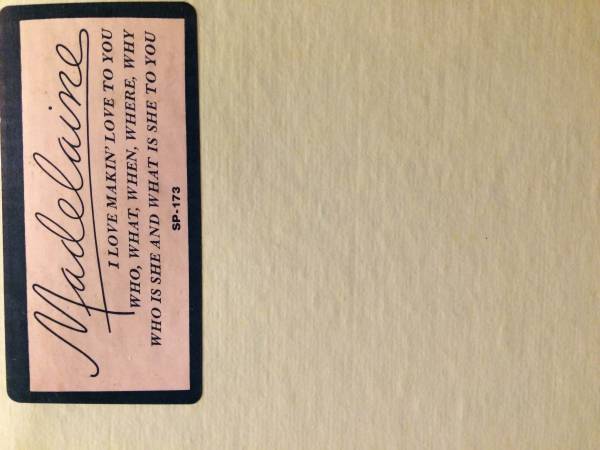 Madelaine
I LOVE MAKIN' LOVE TO YOU
WHO, WHAT, WHEN, WHERE, WHY
WHO IS SHE AND WHAT IS SHE TO YOU
SP-173